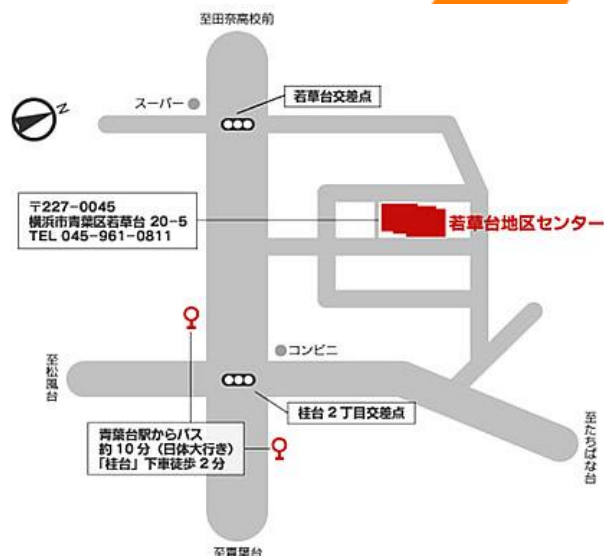 至田奈高校前
若草台交差点
スーパー
N
〒227-0045
横浜市青葉区若草台 20-5
TEL 045-961-0811
若草台地区センター
コンビニ
至松風台
桂台2丁目交差点
青葉台駅からバス
約10分（日体大行き）
「桂台」下車徒歩2分
至たちばな台
至青葉台